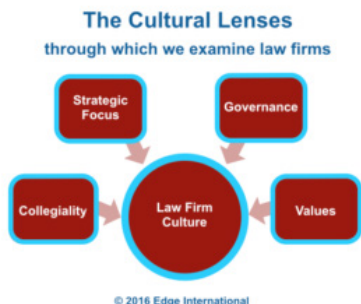 The Cultural Lenses
through which we examine law firms
Strategic
Focus
Governance
Collegiality
Law Firm
Culture
Values
© 2016 Edge International